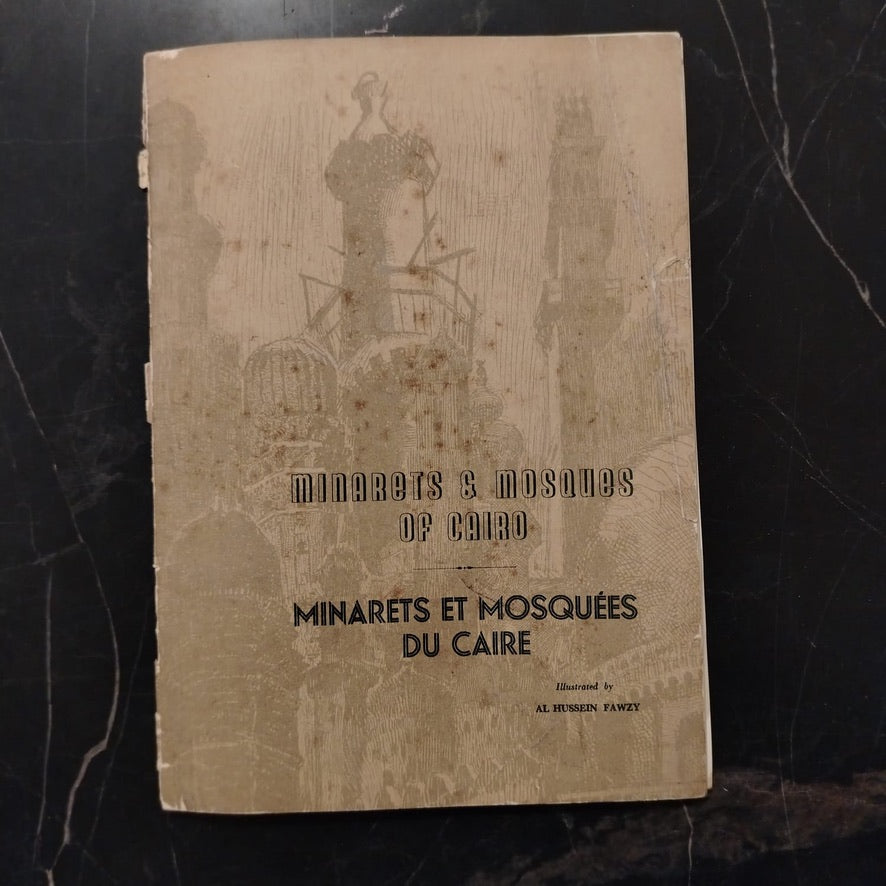 MINARETS & MOSQUES
OF CAIRO
MINARETS ET MOSQUÉES
DU CAIRE
Illustrated by
AL HUSSEIN FAWZY